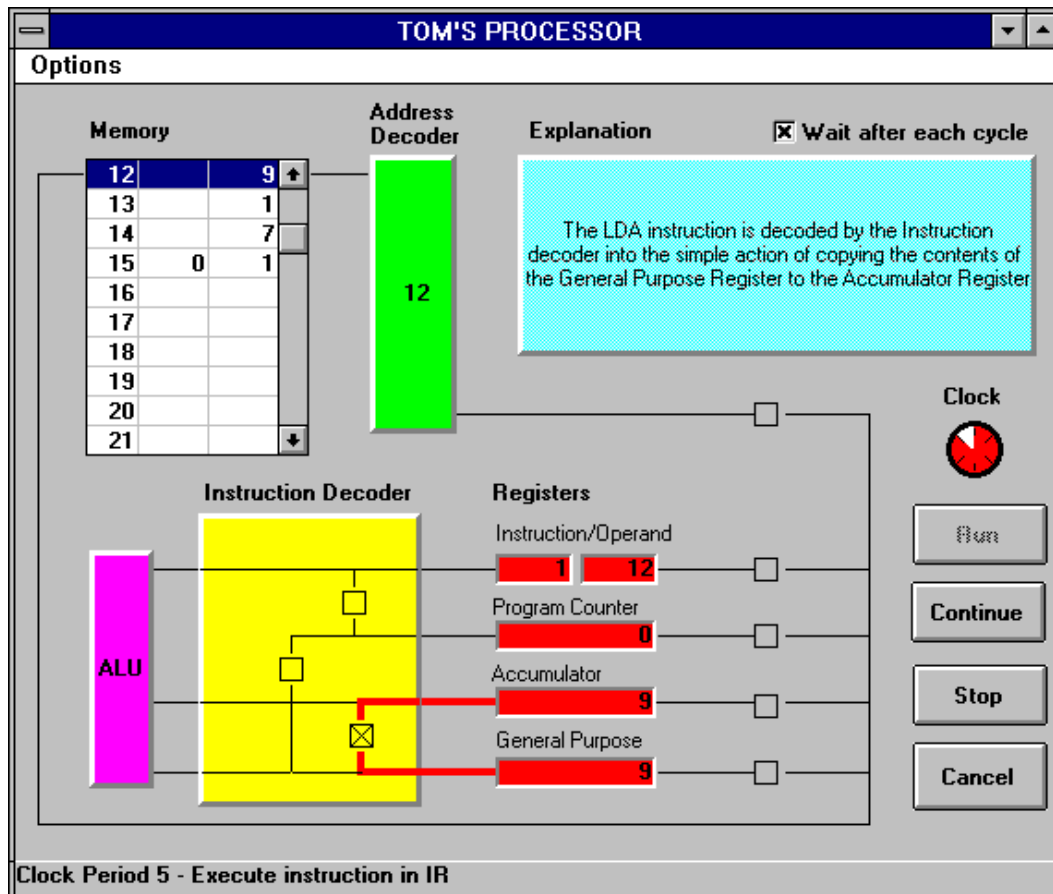 TOM'S PROCESSOR
Options
Memory
Address
Decoder
Explanation
Wait after each cycle
12 9
13 1
14 7
15 0 1
16
17
18
19
20
21
12
The LDA instruction is decoded by the Instruction
decoder into the simple action of copying the contents of
the General Purpose Register to the Accumulator Register
Clock
Instruction Decoder
Registers
Instruction/Operand
1 12
Run
Program Counter
0
Continue
ALU
Accumulator
9
Stop
General Purpose
9
Cancel
Clock Period 5 - Execute instruction in IR